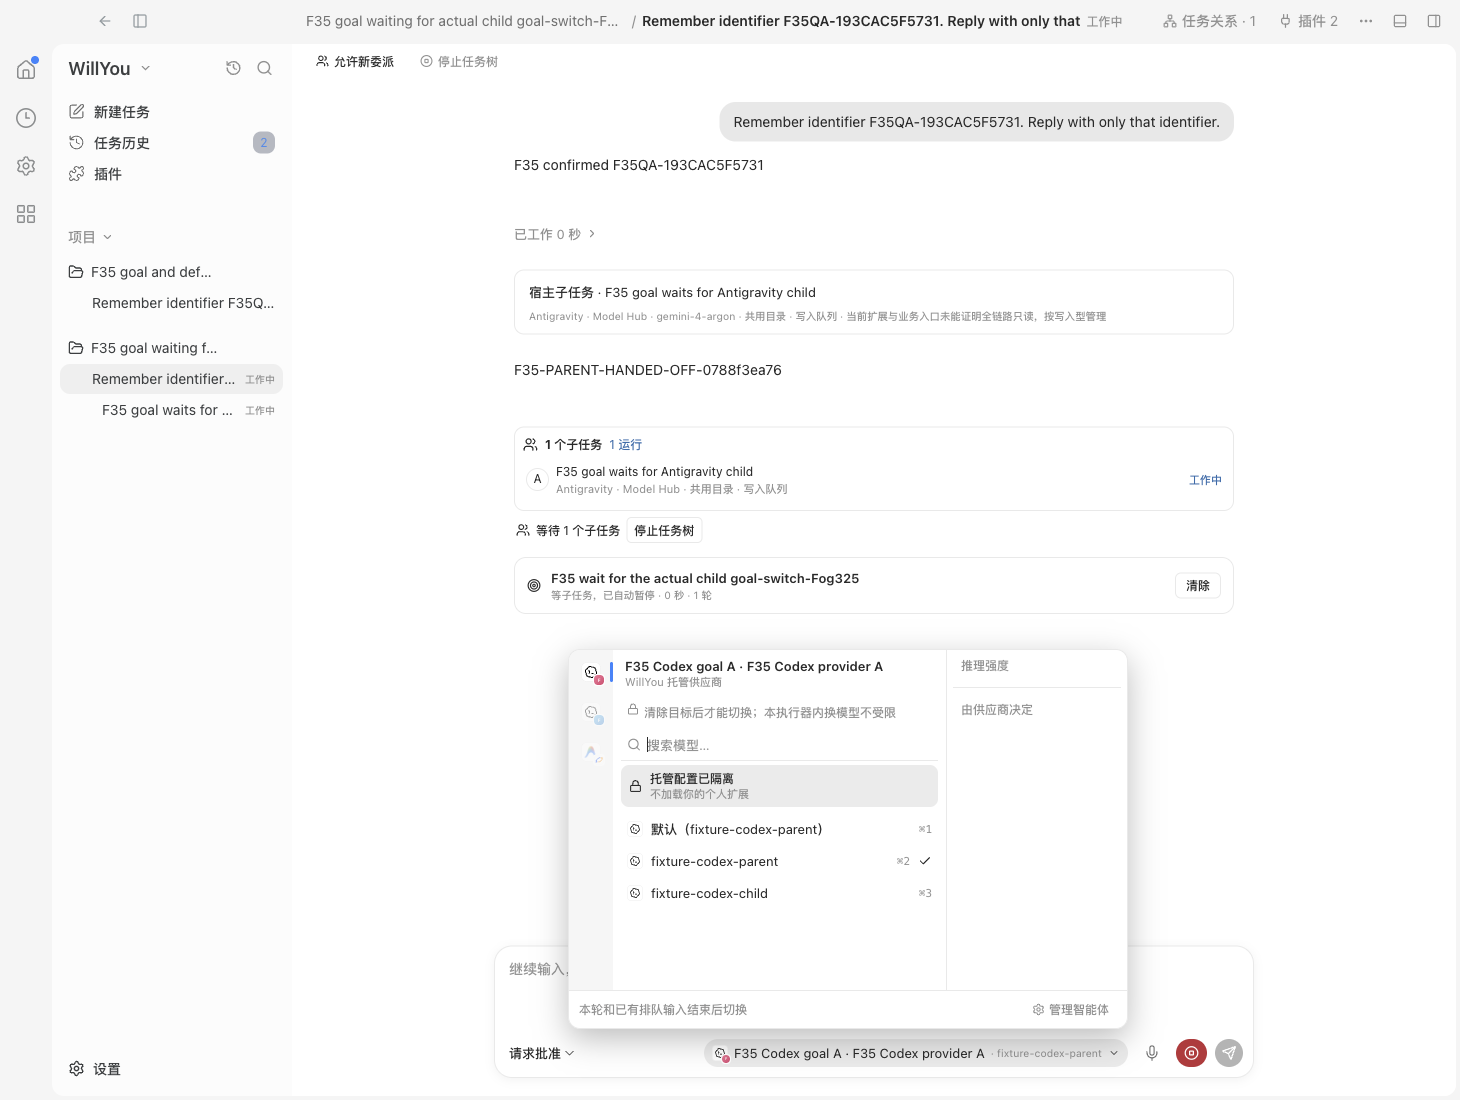 F35 goal waiting for actual child goal-switch-F... / Remember identifier F35QA-193CAC5F5731. Reply with only that 工作中
任务关系 · 1
插件 2
WillYou
新建任务
任务历史 2
插件
项目
F35 goal and def...
Remember identifier F35Q...
F35 goal waiting f...
Remember identifier... 工作中
F35 goal waits for ... 工作中
设置
允许新委派 停止任务树
Remember identifier F35QA-193CAC5F5731. Reply with only that identifier.
F35 confirmed F35QA-193CAC5F5731
已工作 0 秒
宿主子任务 · F35 goal waits for Antigravity child
Antigravity · Model Hub · gemini-4-argon · 共用目录 · 写入队列 · 当前扩展与业务入口未能证明全链路只读，按写入型管理
F35-PARENT-HANDED-OFF-0788f3ea76
1 个子任务 1 运行
A
F35 goal waits for Antigravity child
Antigravity · Model Hub · 共用目录 · 写入队列
工作中
等待 1 个子任务 停止任务树
F35 wait for the actual child goal-switch-Fog325
等子任务，已自动暂停 · 0 秒 · 1 轮
清除
F35 Codex goal A · F35 Codex provider A
WillYou 托管供应商
清除目标后才能切换；本执行器内换模型不受限
搜索模型...
托管配置已隔离
不加载你的个人扩展
默认（fixture-codex-parent） ⌘1
fixture-codex-parent ⌘2
fixture-codex-child ⌘3
推理强度
由供应商决定
本轮和已有排队输入结束后切换
管理智能体
继续输入，
请求批准
F35 Codex goal A · F35 Codex provider A · fixture-codex-parent